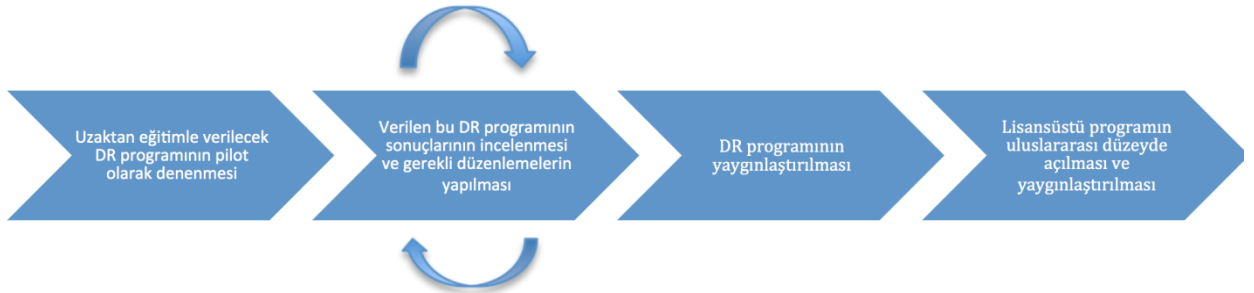 Uzaktan eğitimle verilecek
DR programının pilot
olarak denenmesi
Verilen bu DR programının
sonuçlarının incelenmesi
ve gerekli düzenlemelerin
yapılması
DR programının
yaygınlaştırılması
Lisansüstü programın
uluslararası düzeyde
açılması ve
yaygınlaştırılması